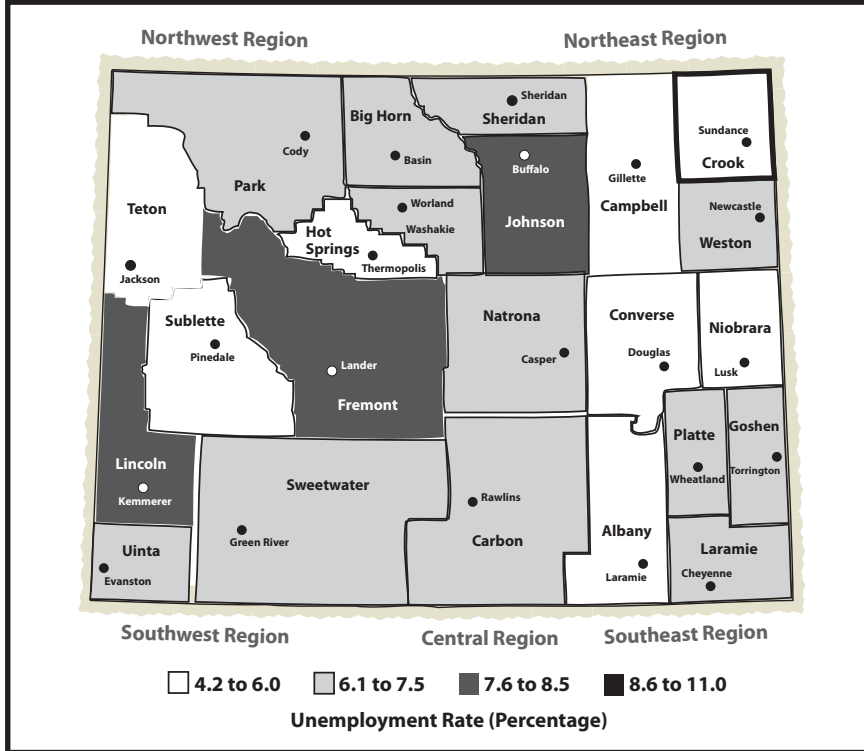 Northwest Region
Northeast Region
Big Horn
Sheridan
Sheridan
Sundance
Cody
Basin
Buffalo
Gillette
Crook
Park
Teton
Worland
Washakie
Johnson
Campbell
Newcastle
Weston
Hot
Springs
Thermopolis
Jackson
Sublette
Pinedale
Natrona
Casper
Converse
Douglas
Niobrara
Lusk
Lander
Fremont
Platte
Wheatland
Goshen
Torrington
Lincoln
Kemmerer
Sweetwater
Green River
Rawlins
Carbon
Albany
Laramie
Laramie
Cheyenne
Uinta
Evanston
Southwest Region
Central Region
Southeast Region
4.2 to 6.0
6.1 to 7.5
7.6 to 8.5
8.6 to 11.0
Unemployment Rate (Percentage)